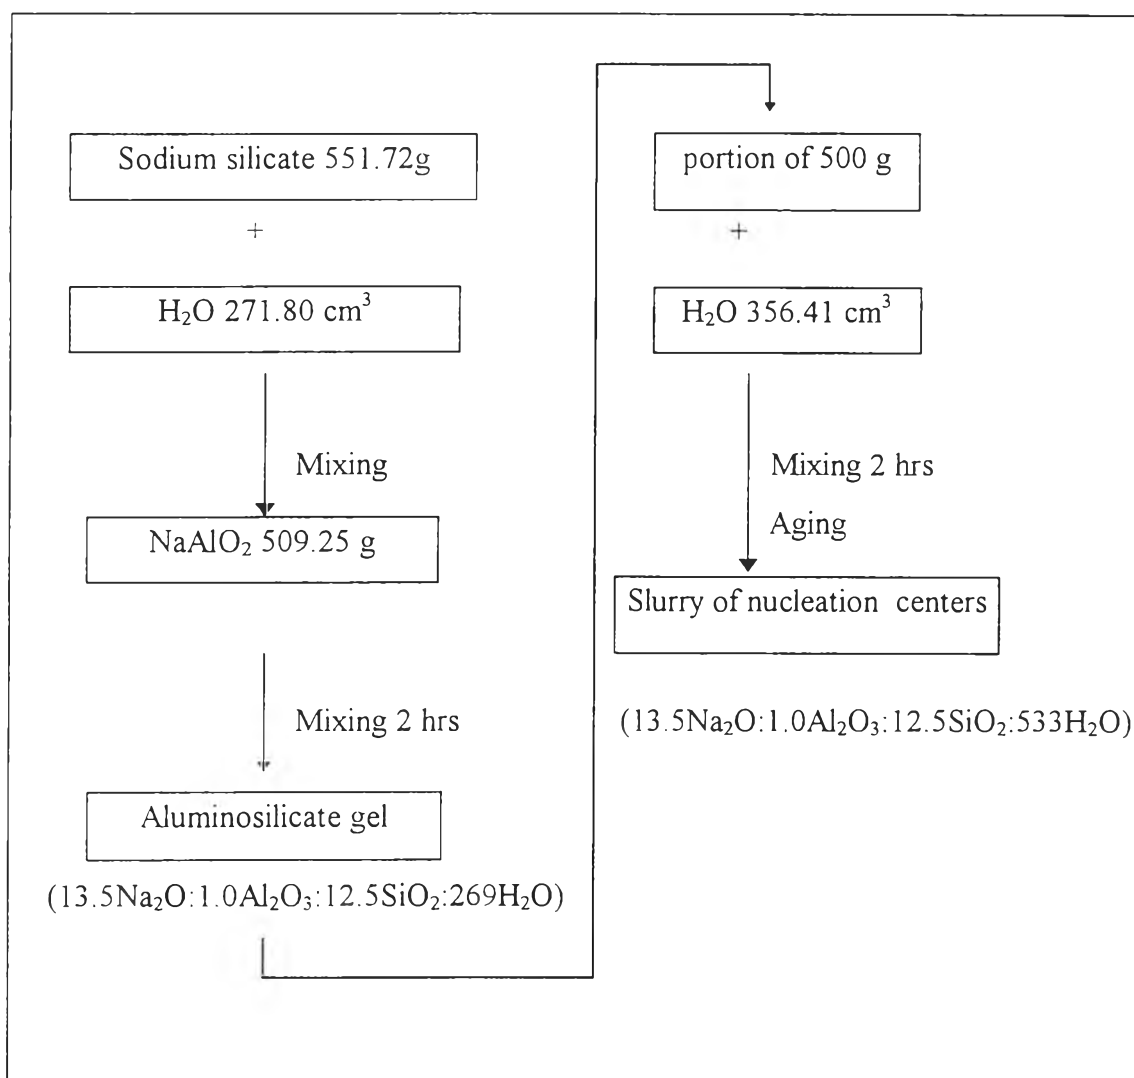 Sodium silicate 551.72g
+
H₂O 271.80 cm³
Mixing
NaAlO₂ 509.25 g
Mixing 2 hrs
Aluminosilicate gel
(13.5Na₂O:1.0Al₂O₃:12.5SiO₂:269H₂O)
portion of 500 g
+
H₂O 356.41 cm³
Mixing 2 hrs
Aging
Slurry of nucleation centers
(13.5Na₂O:1.0Al₂O₃:12.5SiO₂:533H₂O)